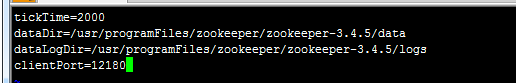 tickTime=2000
dataDir=/usr/programFiles/zookeeper/zookeeper-3.4.5/data
dataLogDir=/usr/programFiles/zookeeper/zookeeper-3.4.5/logs
clientPort=12180